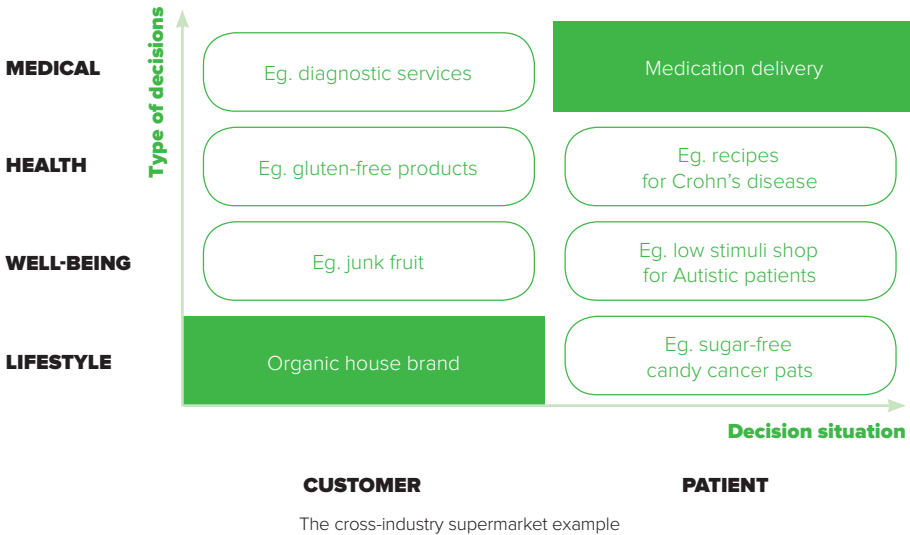 Type of decisions
MEDICAL
Eg. diagnostic services
Medication delivery
HEALTH
Eg. gluten-free products
Eg. recipes
for Crohn’s disease
WELL-BEING
Eg. junk fruit
Eg. low stimuli shop
for Autistic patients
LIFESTYLE
Organic house brand
Eg. sugar-free
candy cancer pats
Decision situation
CUSTOMER
PATIENT
The cross-industry supermarket example